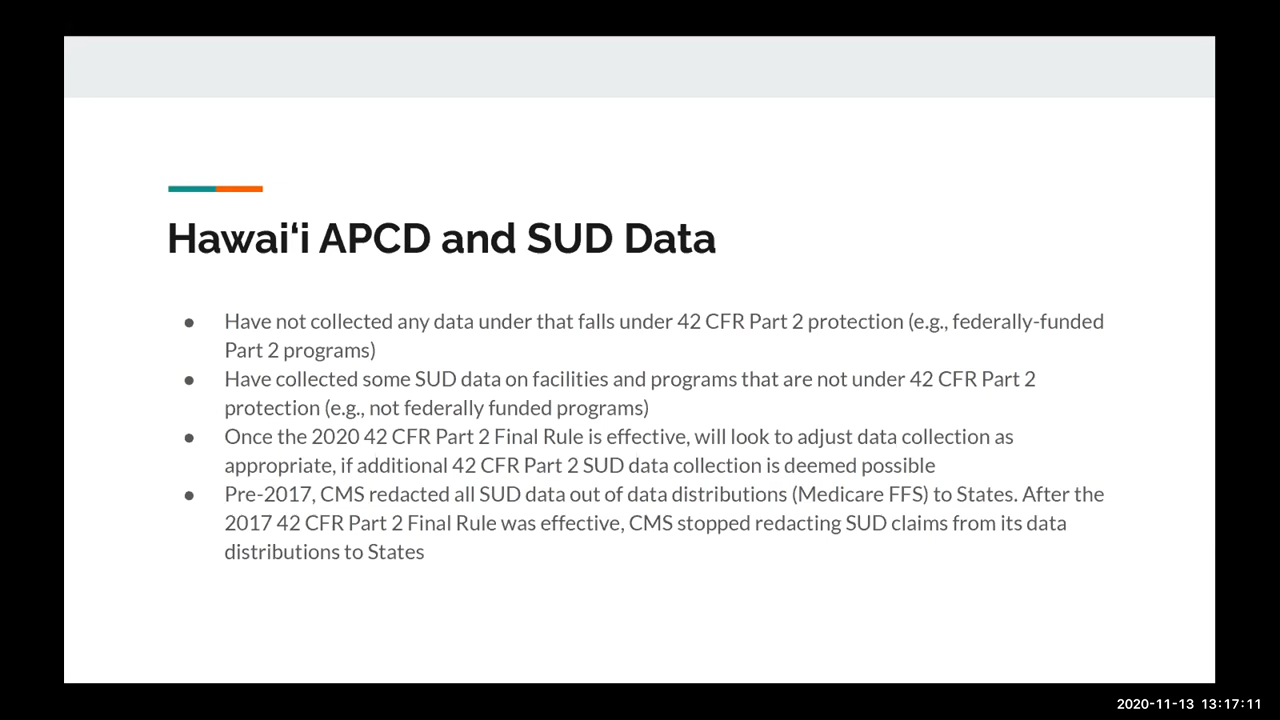 Hawaiʻi APCD and SUD Data
● Have not collected any data under that falls under 42 CFR Part 2 protection (e.g., federally-funded
Part 2 programs)
● Have collected some SUD data on facilities and programs that are not under 42 CFR Part 2
protection (e.g., not federally funded programs)
● Once the 2020 42 CFR Part 2 Final Rule is effective, will look to adjust data collection as
appropriate, if additional 42 CFR Part 2 SUD data collection is deemed possible
● Pre-2017, CMS redacted all SUD data out of data distributions (Medicare FFS) to States. After the
2017 42 CFR Part 2 Final Rule was effective, CMS stopped redacting SUD claims from its data
distributions to States
2020-11-13 13:17:11